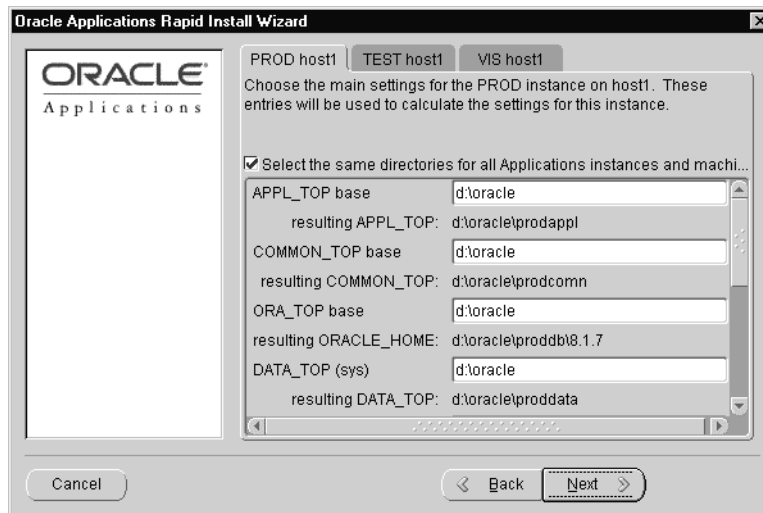 Oracle Applications Rapid Install Wizard
ORACLE®
Applications
PROD host1 TEST host1 VIS host1
Choose the main settings for the PROD instance on host1. These
entries will be used to calculate the settings for this instance.
Select the same directories for all Applications instances and machi...
APPL_TOP base d:\oracle
resulting APPL_TOP: d:\oracle\prodappl
COMMON_TOP base d:\oracle
resulting COMMON_TOP: d:\oracle\prodcomn
ORA_TOP base d:\oracle
resulting ORACLE_HOME: d:\oracle\proddb\8.1.7
DATA_TOP (sys) d:\oracle
resulting DATA_TOP: d:\oracle\proddata
Cancel Back Next